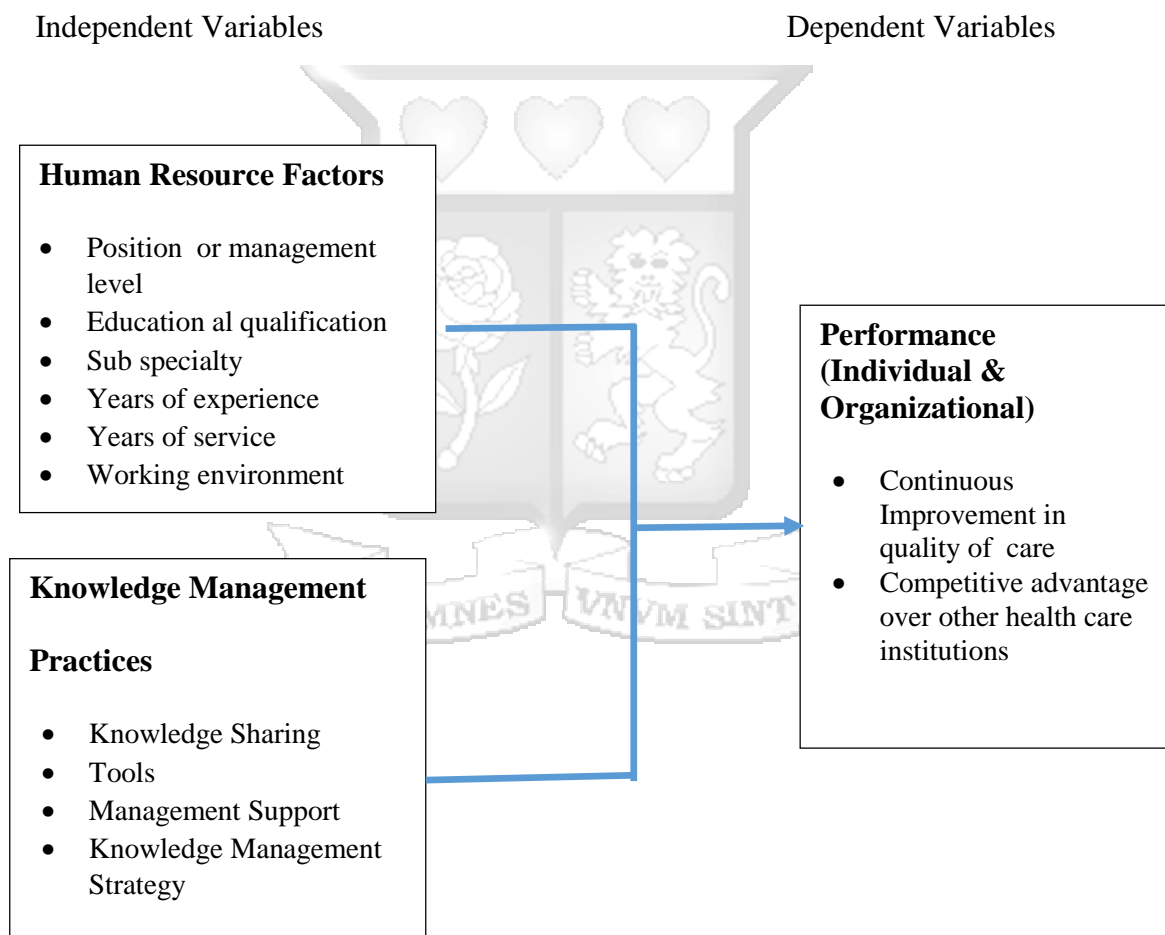 Independent Variables
Dependent Variables
Human Resource Factors
• Position or management
level
• Education al qualification
• Sub specialty
• Years of experience
• Years of service
• Working environment
Knowledge Management
Practices
• Knowledge Sharing
• Tools
• Management Support
• Knowledge Management
Strategy
Performance
(Individual &
Organizational)
• Continuous
Improvement in
quality of care
• Competitive advantage
over other health care
institutions
MNES VNVM SINT